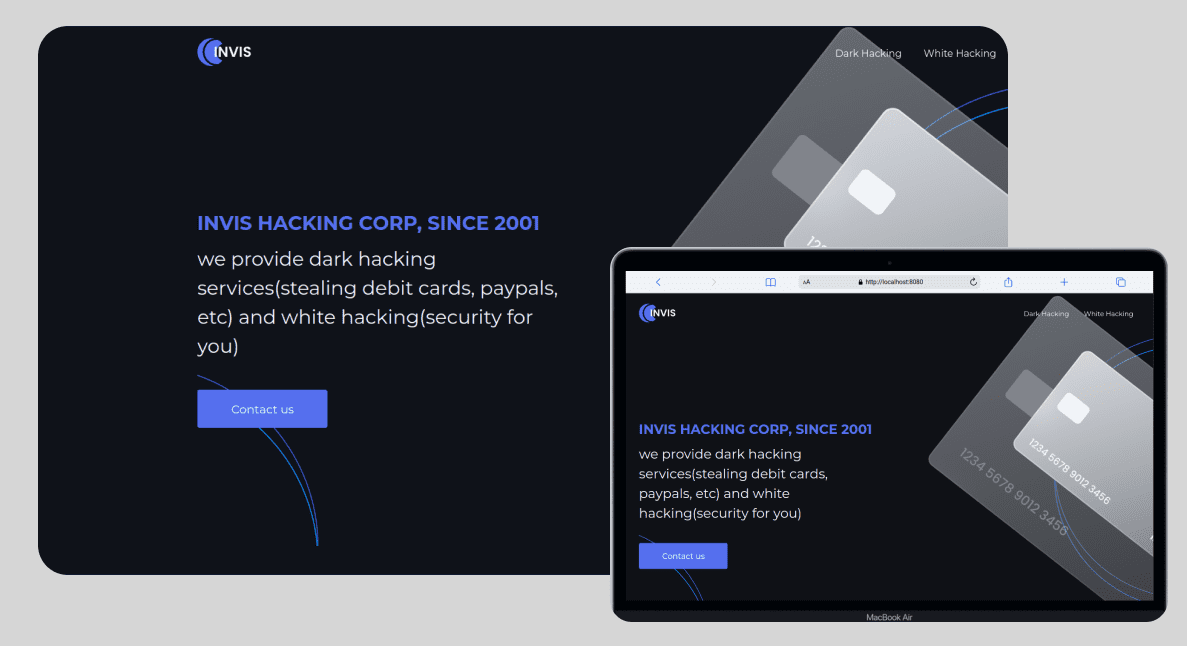 INVIS
Dark Hacking
White Hacking
INVIS HACKING CORP, SINCE 2001
we provide dark hacking
services(stealing debit cards, paypals,
etc) and white hacking(security for
you)
Contact us
123
AA
http://localhost:8080
INVIS
Dark Hacking
White Hacking
INVIS HACKING CORP, SINCE 2001
we provide dark hacking
services(stealing debit cards,
paypals, etc) and white
hacking(security for you)
Contact us
1234 5678 9012 3456
1234 5678 9012 3456
MacBook Air